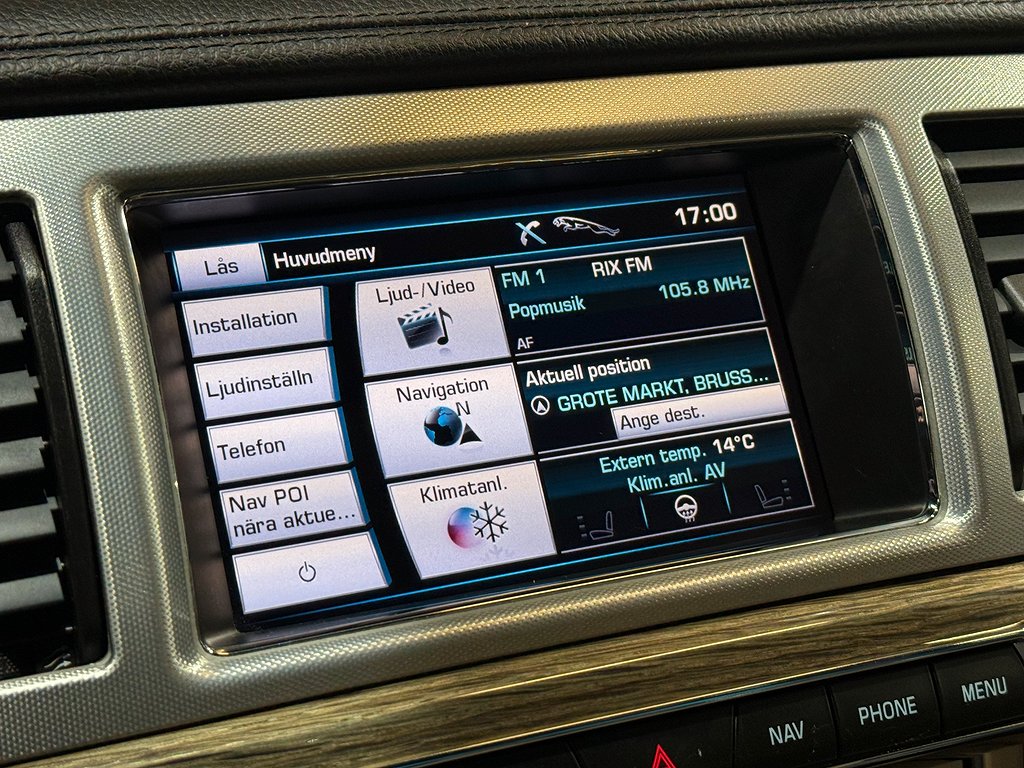 17:00
Lås
Huvudmeny
Installation
Ljudinställn
Telefon
Nav POI
nära aktue...
Ljud-/Video
Navigation
N
Klimatanl.
FM 1 RIX FM
Popmusik 105.8 MHz
AF
Aktuell position
GROTE MARKT, BRUSS...
Ange dest.
Extern temp. 14°C
Klim.anl. AV
NAV
PHONE
MENU